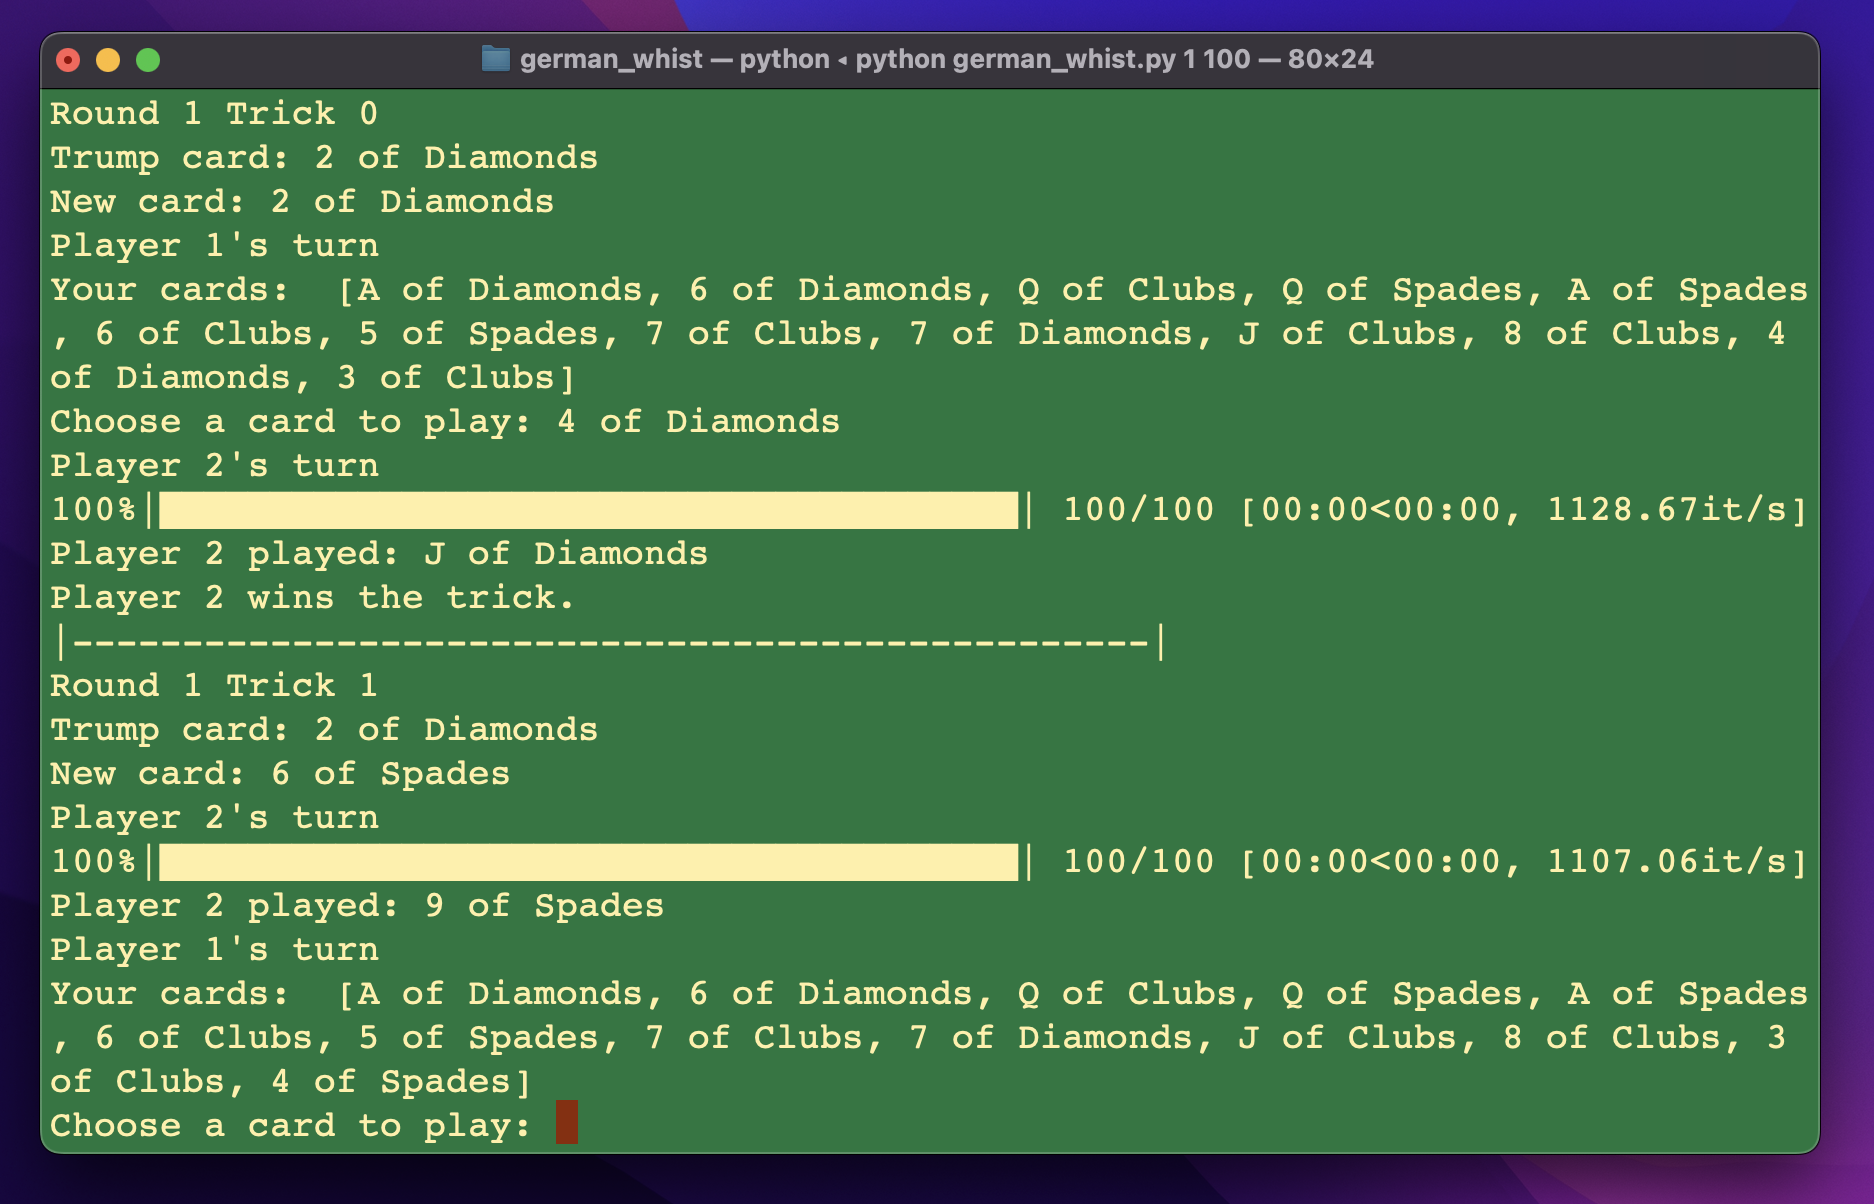 german_whist — python ◂ python german_whist.py 1 100 — 80×24
Round 1 Trick 0
Trump card: 2 of Diamonds
New card: 2 of Diamonds
Player 1's turn
Your cards:  [A of Diamonds, 6 of Diamonds, Q of Clubs, Q of Spades, A of Spades
, 6 of Clubs, 5 of Spades, 7 of Clubs, 7 of Diamonds, J of Clubs, 8 of Clubs, 4
of Diamonds, 3 of Clubs]
Choose a card to play: 4 of Diamonds
Player 2's turn
100%|██████████████████████████████████████| 100/100 [00:00<00:00, 1128.67it/s]
Player 2 played: J of Diamonds
Player 2 wins the trick.
|-------------------------------------------------|
Round 1 Trick 1
Trump card: 2 of Diamonds
New card: 6 of Spades
Player 2's turn
100%|██████████████████████████████████████| 100/100 [00:00<00:00, 1107.06it/s]
Player 2 played: 9 of Spades
Player 1's turn
Your cards:  [A of Diamonds, 6 of Diamonds, Q of Clubs, Q of Spades, A of Spades
, 6 of Clubs, 5 of Spades, 7 of Clubs, 7 of Diamonds, J of Clubs, 8 of Clubs, 3
of Clubs, 4 of Spades]
Choose a card to play: